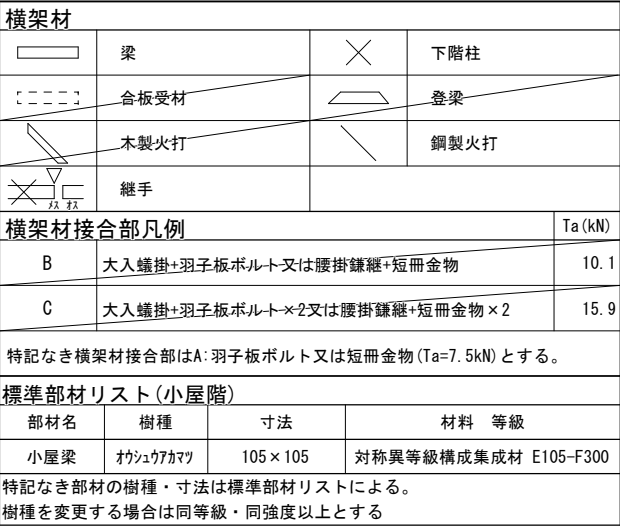 横架材
梁 下階柱
合板受材 登梁
木製火打 鋼製火打
メス オス 継手
横架材接合部凡例 Ta(kN)
B 大入蟻掛+羽子板ボルト又は腰掛鎌継+短冊金物 10.1
C 大入蟻掛+羽子板ボルト×2又は腰掛鎌継+短冊金物×2 15.9
特記なき横架材接合部はA:羽子板ボルト又は短冊金物(Ta=7.5kN)とする。
標準部材リスト(小屋階)
部材名 樹種 寸法 材料 等級
小屋梁 オウシュウアカマツ 105×105 対称異等級構成集成材 E105-F300
特記なき部材の樹種・寸法は標準部材リストによる。
樹種を変更する場合は同等級・同強度以上とする